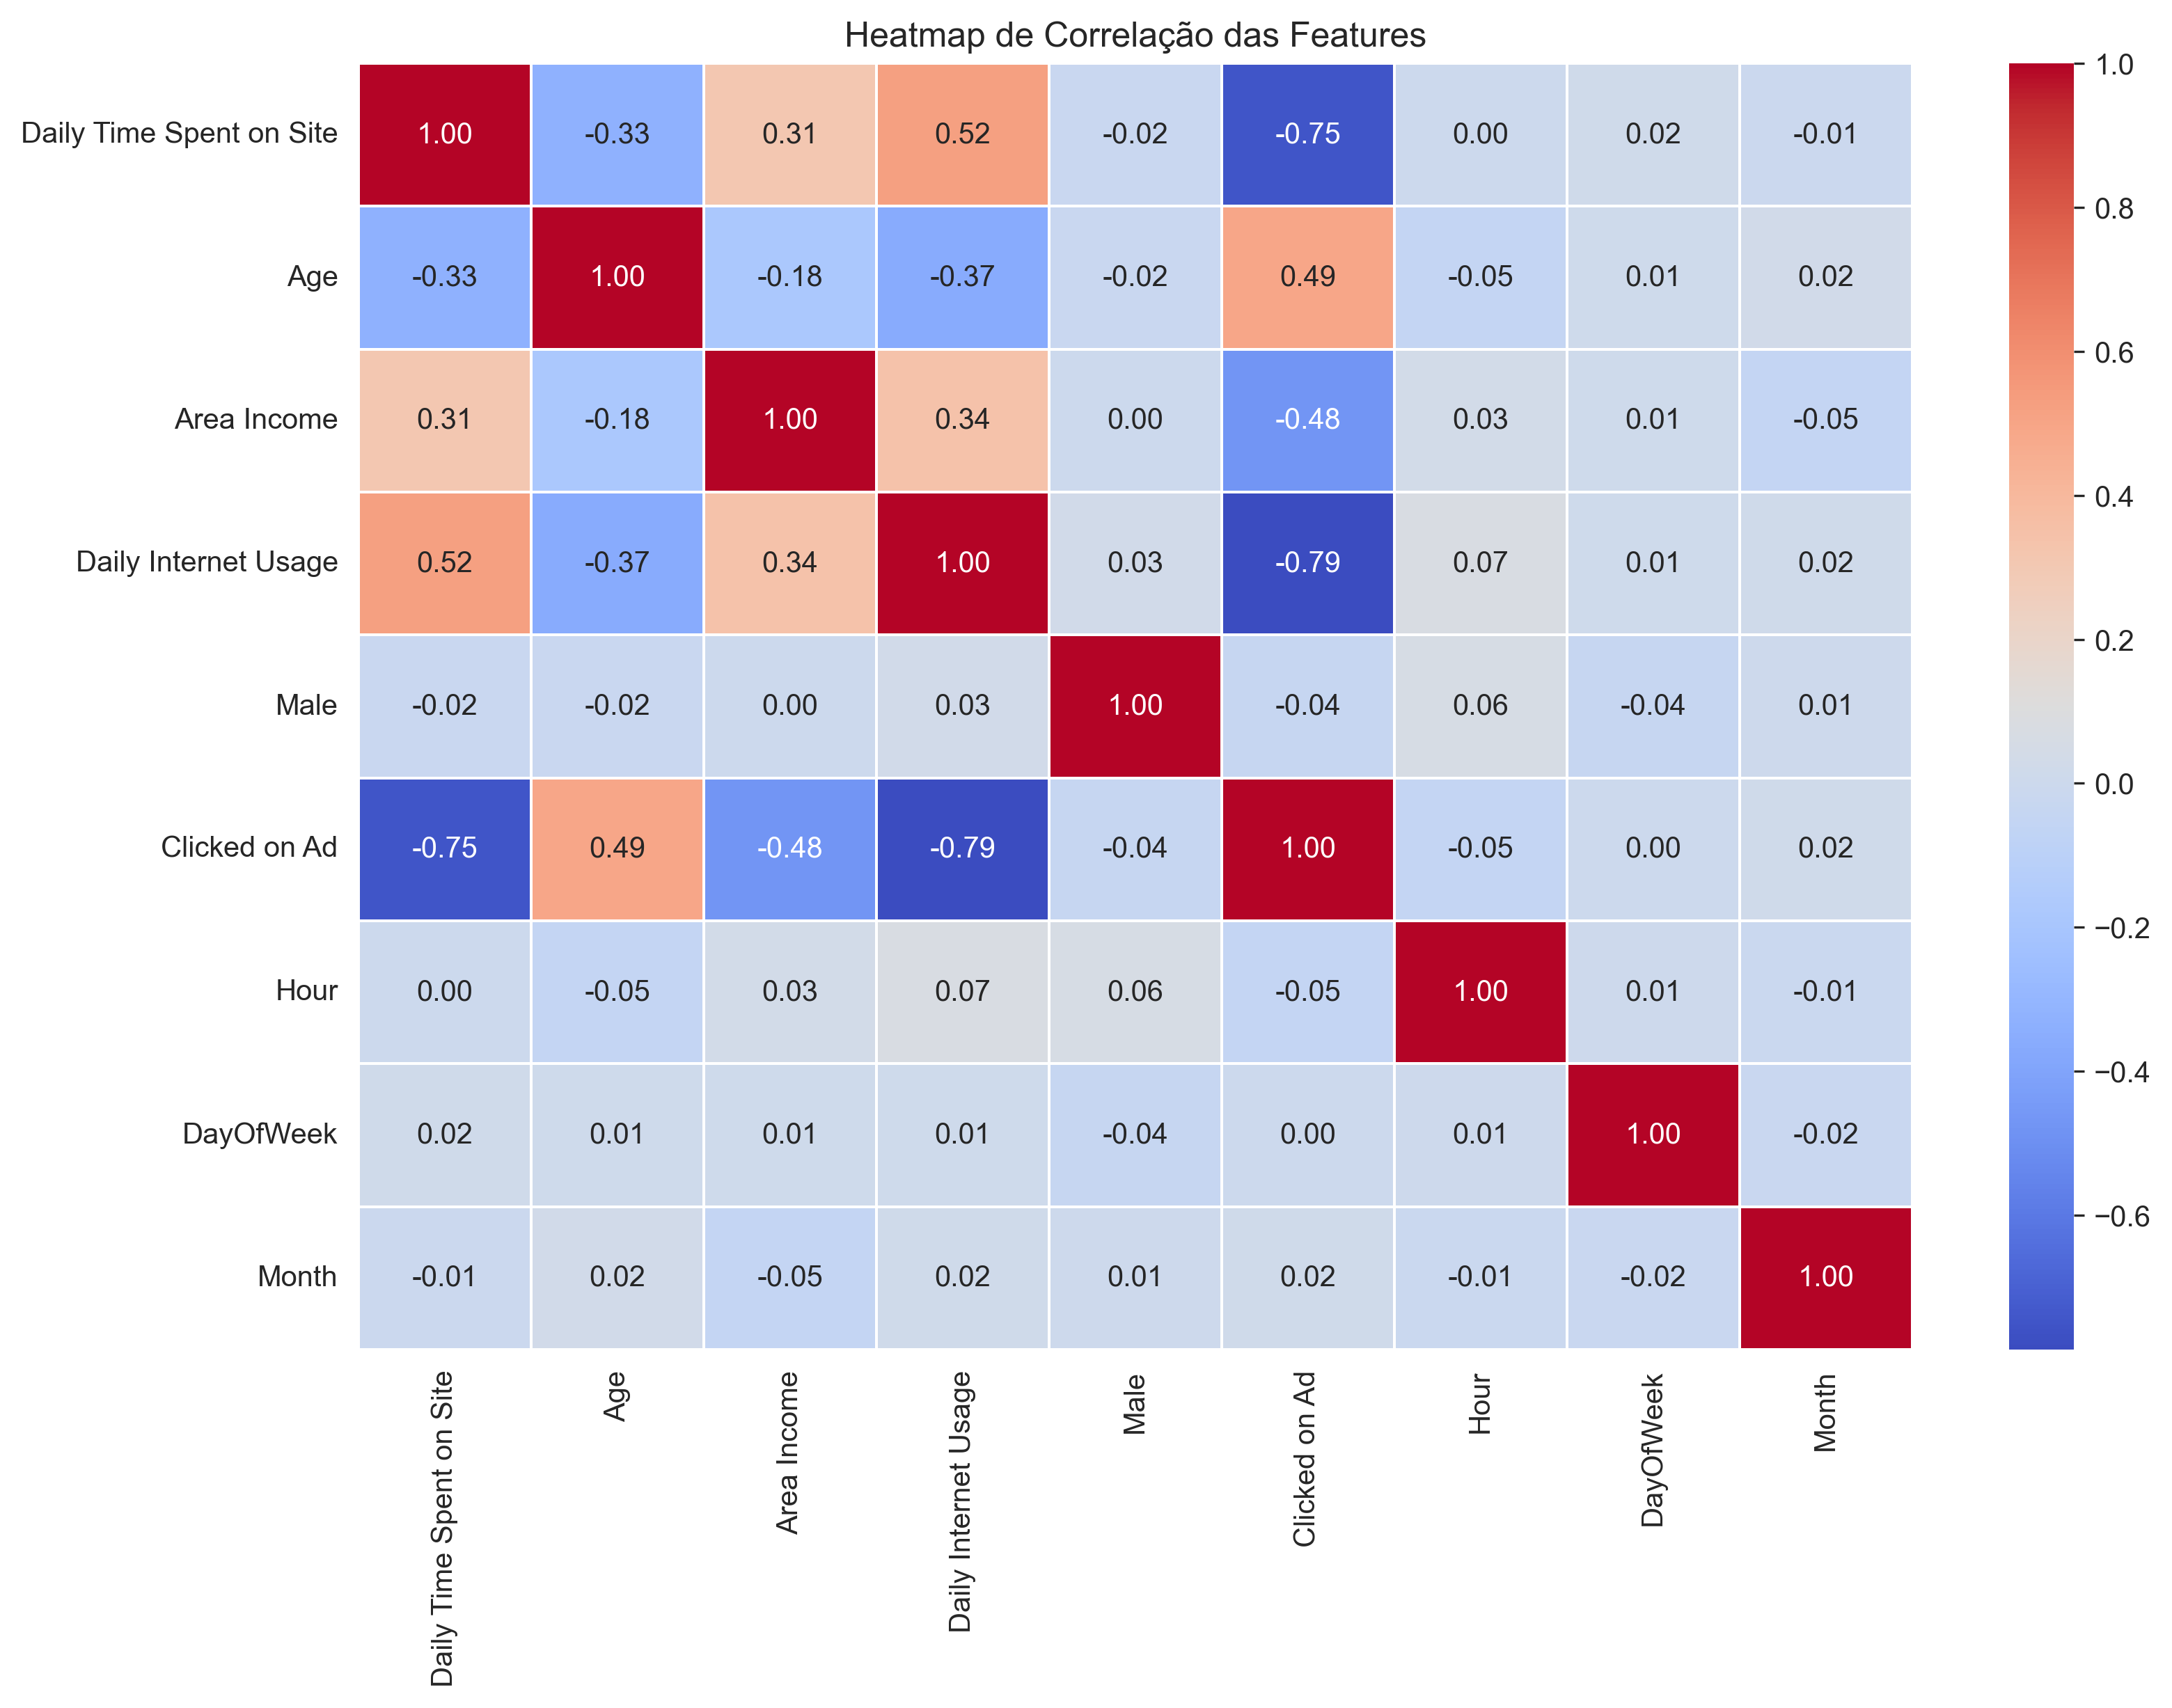 Heatmap de Correlação das Features
Daily Time Spent on Site 1.00 -0.33 0.31 0.52 -0.02 -0.75 0.00 0.02 -0.01
Age -0.33 1.00 -0.18 -0.37 -0.02 0.49 -0.05 0.01 0.02
Area Income 0.31 -0.18 1.00 0.34 0.00 -0.48 0.03 0.01 -0.05
Daily Internet Usage 0.52 -0.37 0.34 1.00 0.03 -0.79 0.07 0.01 0.02
Male -0.02 -0.02 0.00 0.03 1.00 -0.04 0.06 -0.04 0.01
Clicked on Ad -0.75 0.49 -0.48 -0.79 -0.04 1.00 -0.05 0.00 0.02
Hour 0.00 -0.05 0.03 0.07 0.06 -0.05 1.00 0.01 -0.01
DayOfWeek 0.02 0.01 0.01 0.01 -0.04 0.00 0.01 1.00 -0.02
Month -0.01 0.02 -0.05 0.02 0.01 0.02 -0.01 -0.02 1.00
Daily Time Spent on Site
Age
Area Income
Daily Internet Usage
Male
Clicked on Ad
Hour
DayOfWeek
Month
1.0
0.8
0.6
0.4
0.2
0.0
−0.2
−0.4
−0.6